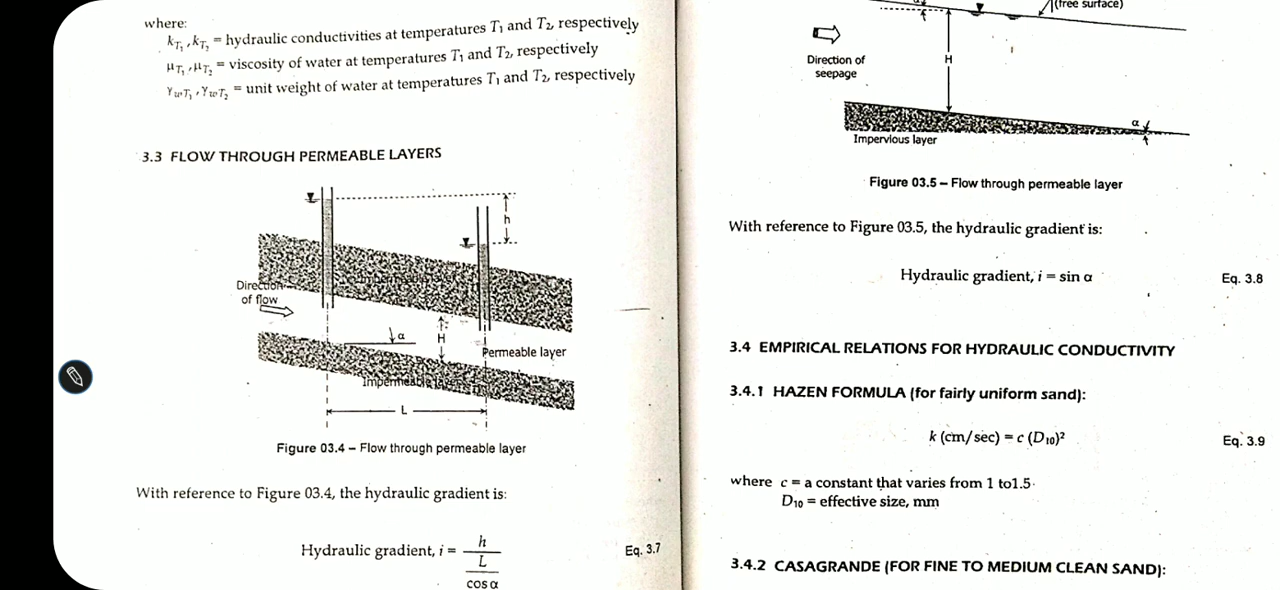 where:
k_T₁, k_T₂ = hydraulic conductivities at temperatures T₁ and T₂, respectively
μ_T₁, μ_T₂ = viscosity of water at temperatures T₁ and T₂, respectively
γ_wT₁, γ_wT₂ = unit weight of water at temperatures T₁ and T₂, respectively
3.3 FLOW THROUGH PERMEABLE LAYERS
h
Direction
of flow
α
H
Permeable layer
Impermeable layer
L
Figure 03.4 – Flow through permeable layer
With reference to Figure 03.4, the hydraulic gradient is:
Hydraulic gradient, i =
h
L
cos α
Eq. 3.7
(free surface)
Direction of
seepage
H
α
Impervious layer
Figure 03.5 – Flow through permeable layer
With reference to Figure 03.5, the hydraulic gradient is:
Hydraulic gradient, i = sin α
Eq. 3.8
3.4 EMPIRICAL RELATIONS FOR HYDRAULIC CONDUCTIVITY
3.4.1 HAZEN FORMULA (for fairly uniform sand):
k (cm/sec) = c (D₁₀)²
Eq. 3.9
where c = a constant that varies from 1 to1.5
D₁₀ = effective size, mm
3.4.2 CASAGRANDE (FOR FINE TO MEDIUM CLEAN SAND):